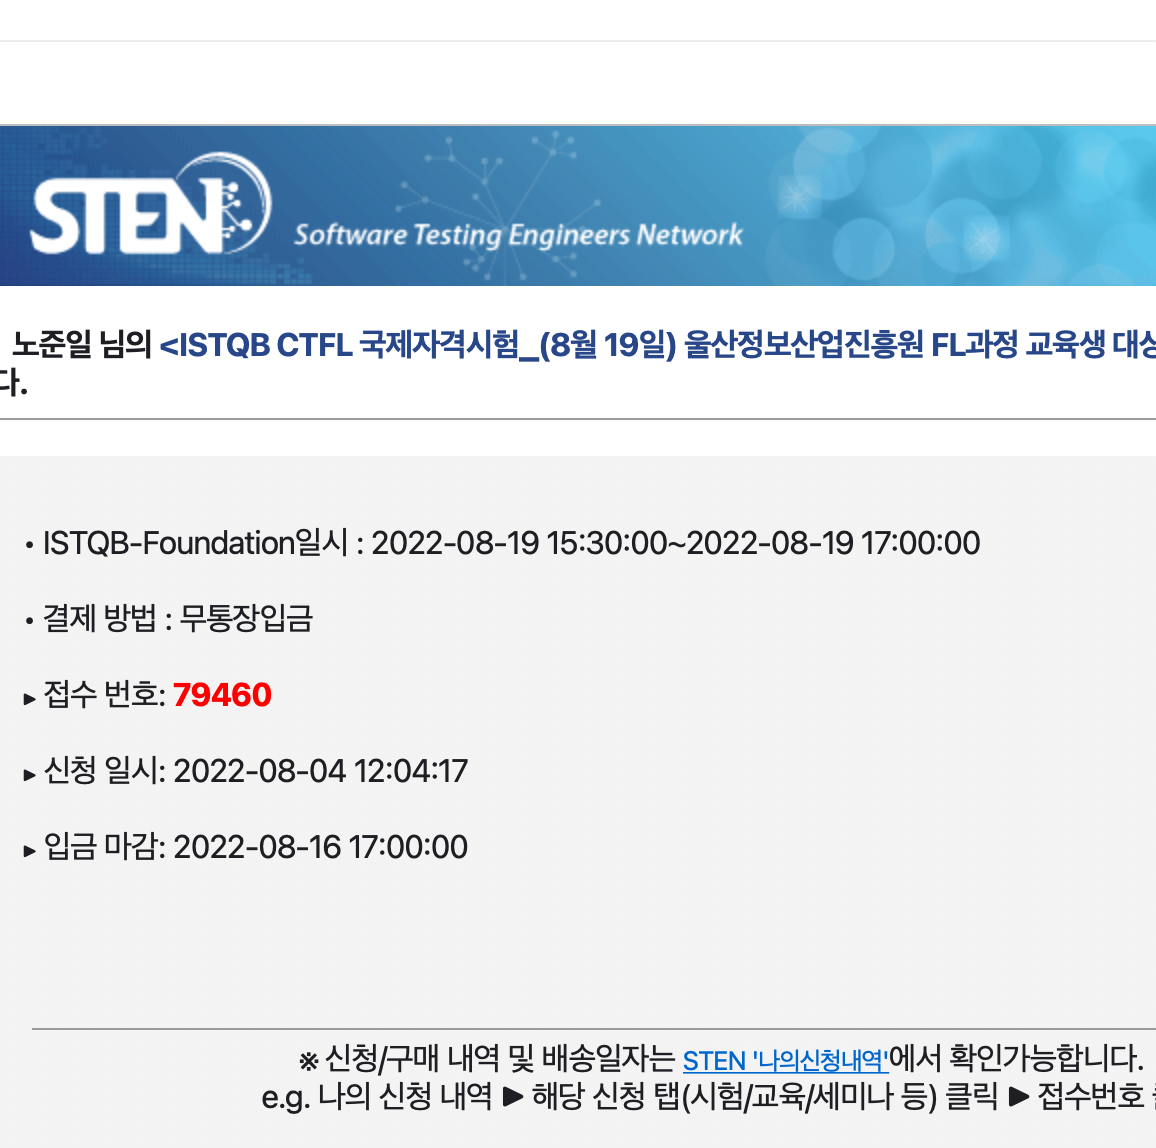 STEN
Software Testing Engineers Network
노준일 님의 <ISTQB CTFL 국제자격시험_(8월 19일) 울산정보산업진흥원 FL과정 교육생 대상
다.
• ISTQB-Foundation일시 : 2022-08-19 15:30:00~2022-08-19 17:00:00
• 결제 방법 : 무통장입금
▶ 접수 번호: 79460
▶ 신청 일시: 2022-08-04 12:04:17
▶ 입금 마감: 2022-08-16 17:00:00
※ 신청/구매 내역 및 배송일자는 STEN '나의신청내역'에서 확인가능합니다.
e.g. 나의 신청 내역 ▶ 해당 신청 탭(시험/교육/세미나 등) 클릭 ▶ 접수번호